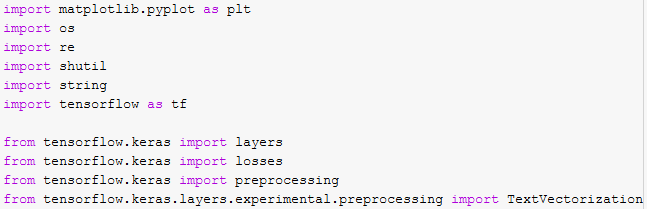 import matplotlib.pyplot as plt
import os
import re
import shutil
import string
import tensorflow as tf
from tensorflow.keras import layers
from tensorflow.keras import losses
from tensorflow.keras import preprocessing
from tensorflow.keras.layers.experimental.preprocessing import TextVectorization